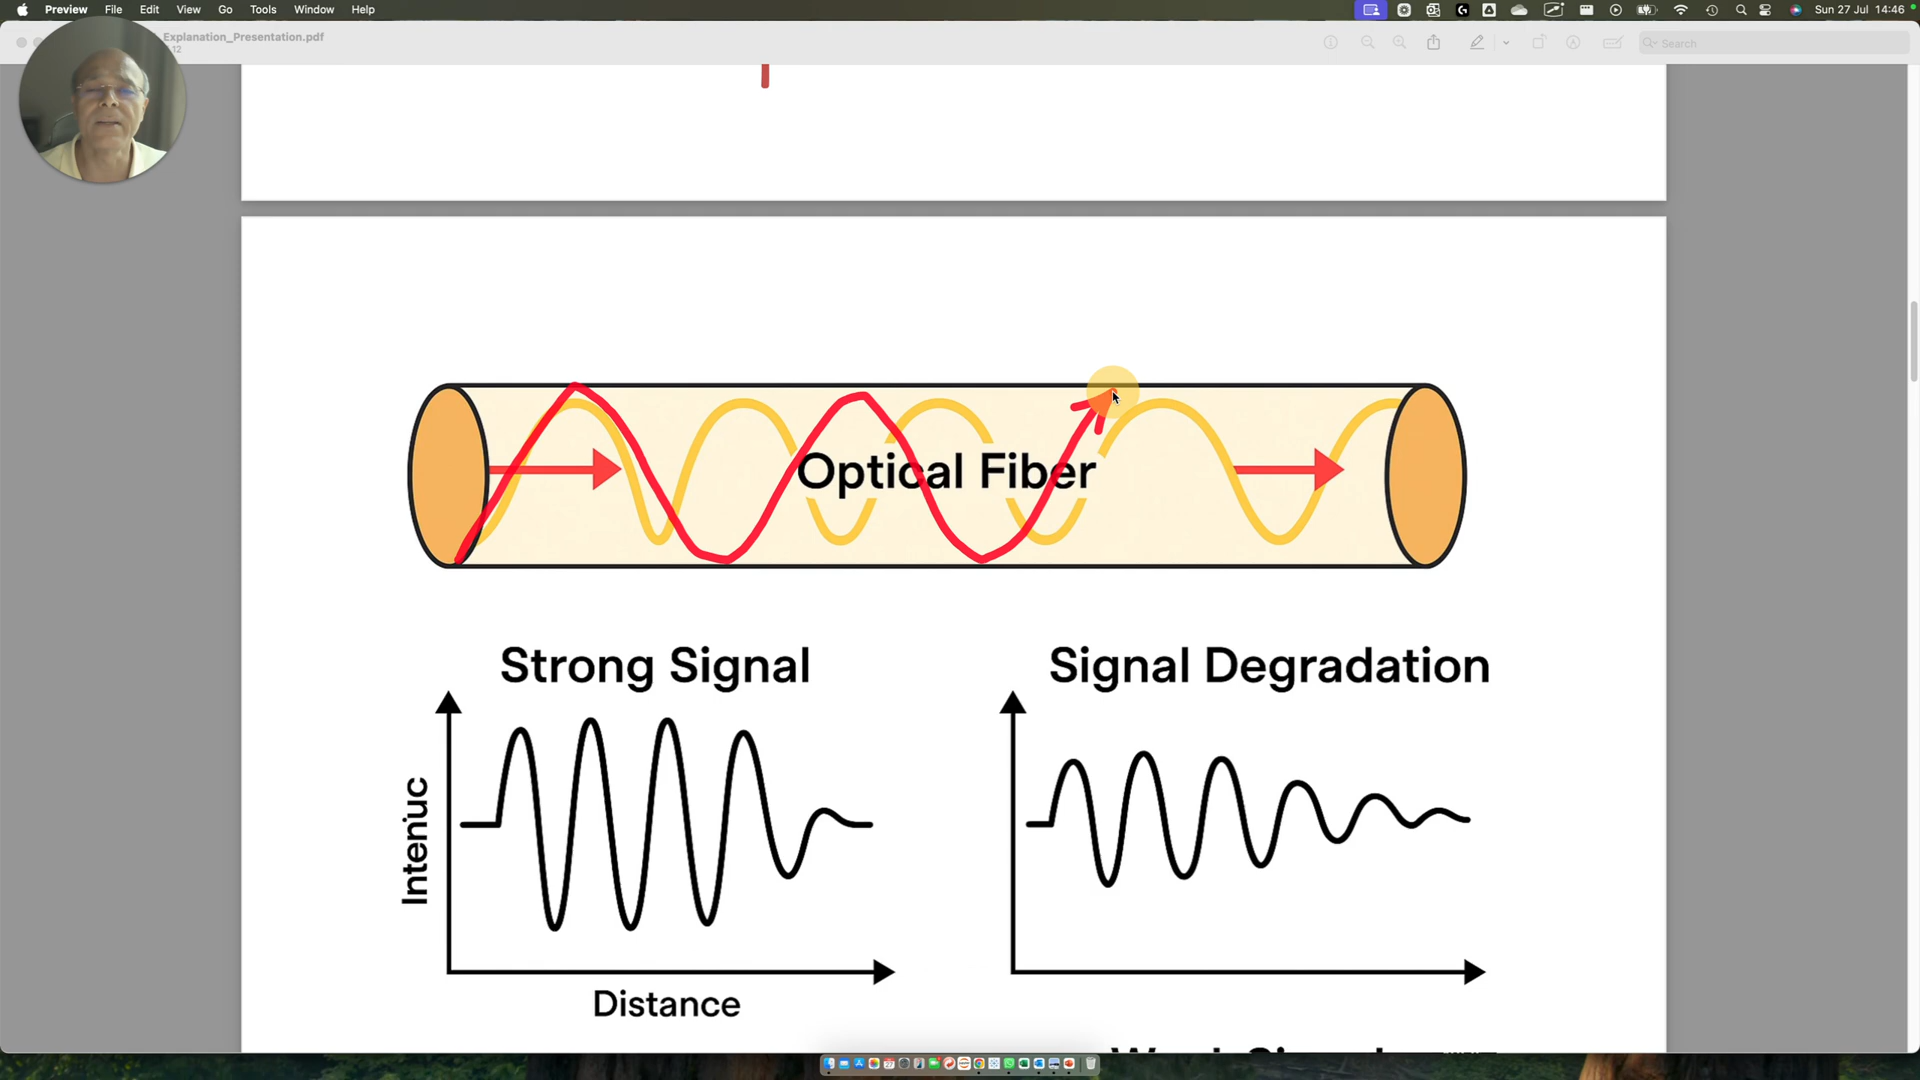 Preview File Edit View Go Tools Window Help
Sun 27 Jul 14:46
Explanation_Presentation.pdf
Search
Optical Fiber
Strong Signal
Signal Degradation
Intenuc
Distance